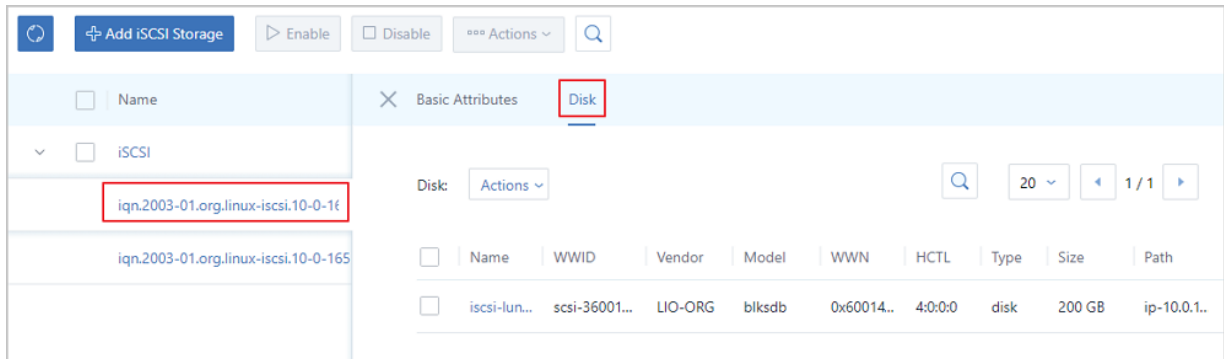 Add iSCSI Storage Enable Disable Actions
Name
Basic Attributes Disk
iSCSI
Disk: Actions 20 1 / 1
iqn.2003-01.org.linux-iscsi.10-0-16
iqn.2003-01.org.linux-iscsi.10-0-165
Name WWID Vendor Model WWN HCTL Type Size Path
iscsi-lun... scsi-36001... LIO-ORG blksdb 0x60014... 4:0:0:0 disk 200 GB ip-10.0.1..